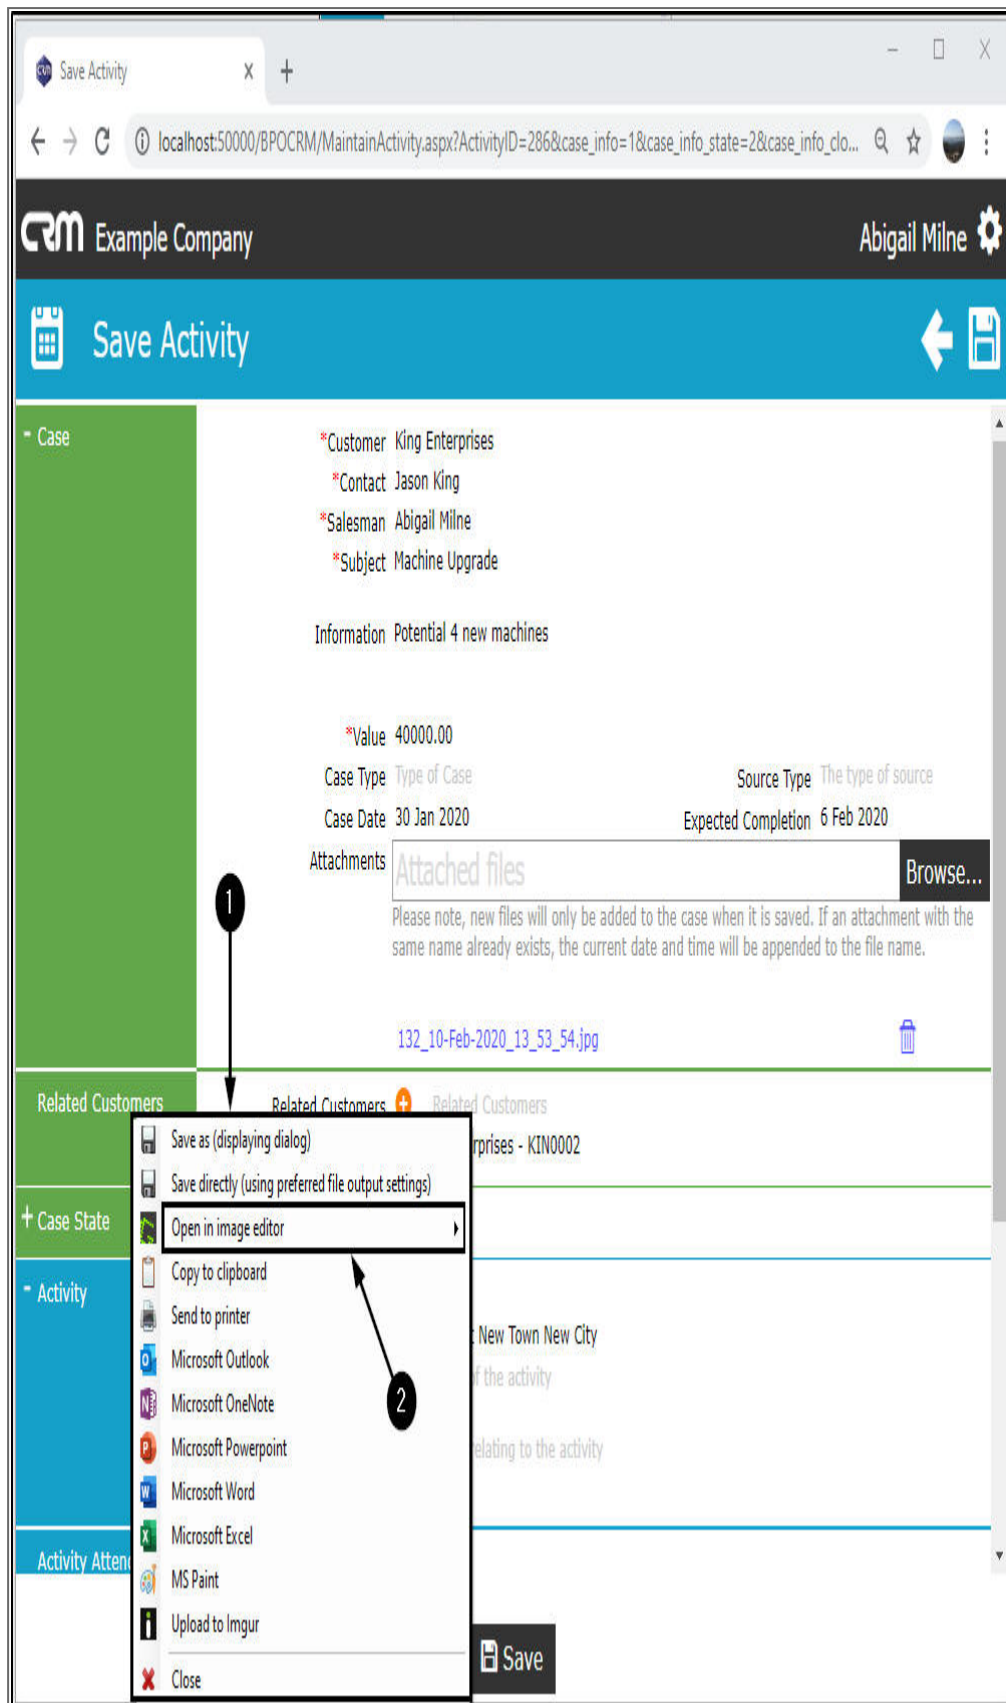 CRM Save Activity
localhost:50000/BPOCRM/MaintainActivity.aspx?ActivityID=286&case_info=1&case_info_state=2&case_info_clo...
CRM Example Company Abigail Milne
Save Activity
- Case
*Customer King Enterprises
*Contact Jason King
*Salesman Abigail Milne
*Subject Machine Upgrade
Information Potential 4 new machines
*Value 40000.00
Case Type Type of Case Source Type The type of source
Case Date 30 Jan 2020 Expected Completion 6 Feb 2020
Attachments Attached files Browse...
Please note, new files will only be added to the case when it is saved. If an attachment with the
same name already exists, the current date and time will be appended to the file name.
1
132_10-Feb-2020_13_53_54.jpg
Related Customers Related Customers Related Customers
rprises - KIN0002
+ Case State
- Activity
New Town New City
of the activity
relating to the activity
Activity Atten
Save as (displaying dialog)
Save directly (using preferred file output settings)
Open in image editor
Copy to clipboard
Send to printer
Microsoft Outlook
Microsoft OneNote
2
Microsoft Powerpoint
Microsoft Word
Microsoft Excel
MS Paint
Upload to Imgur
Close
Save